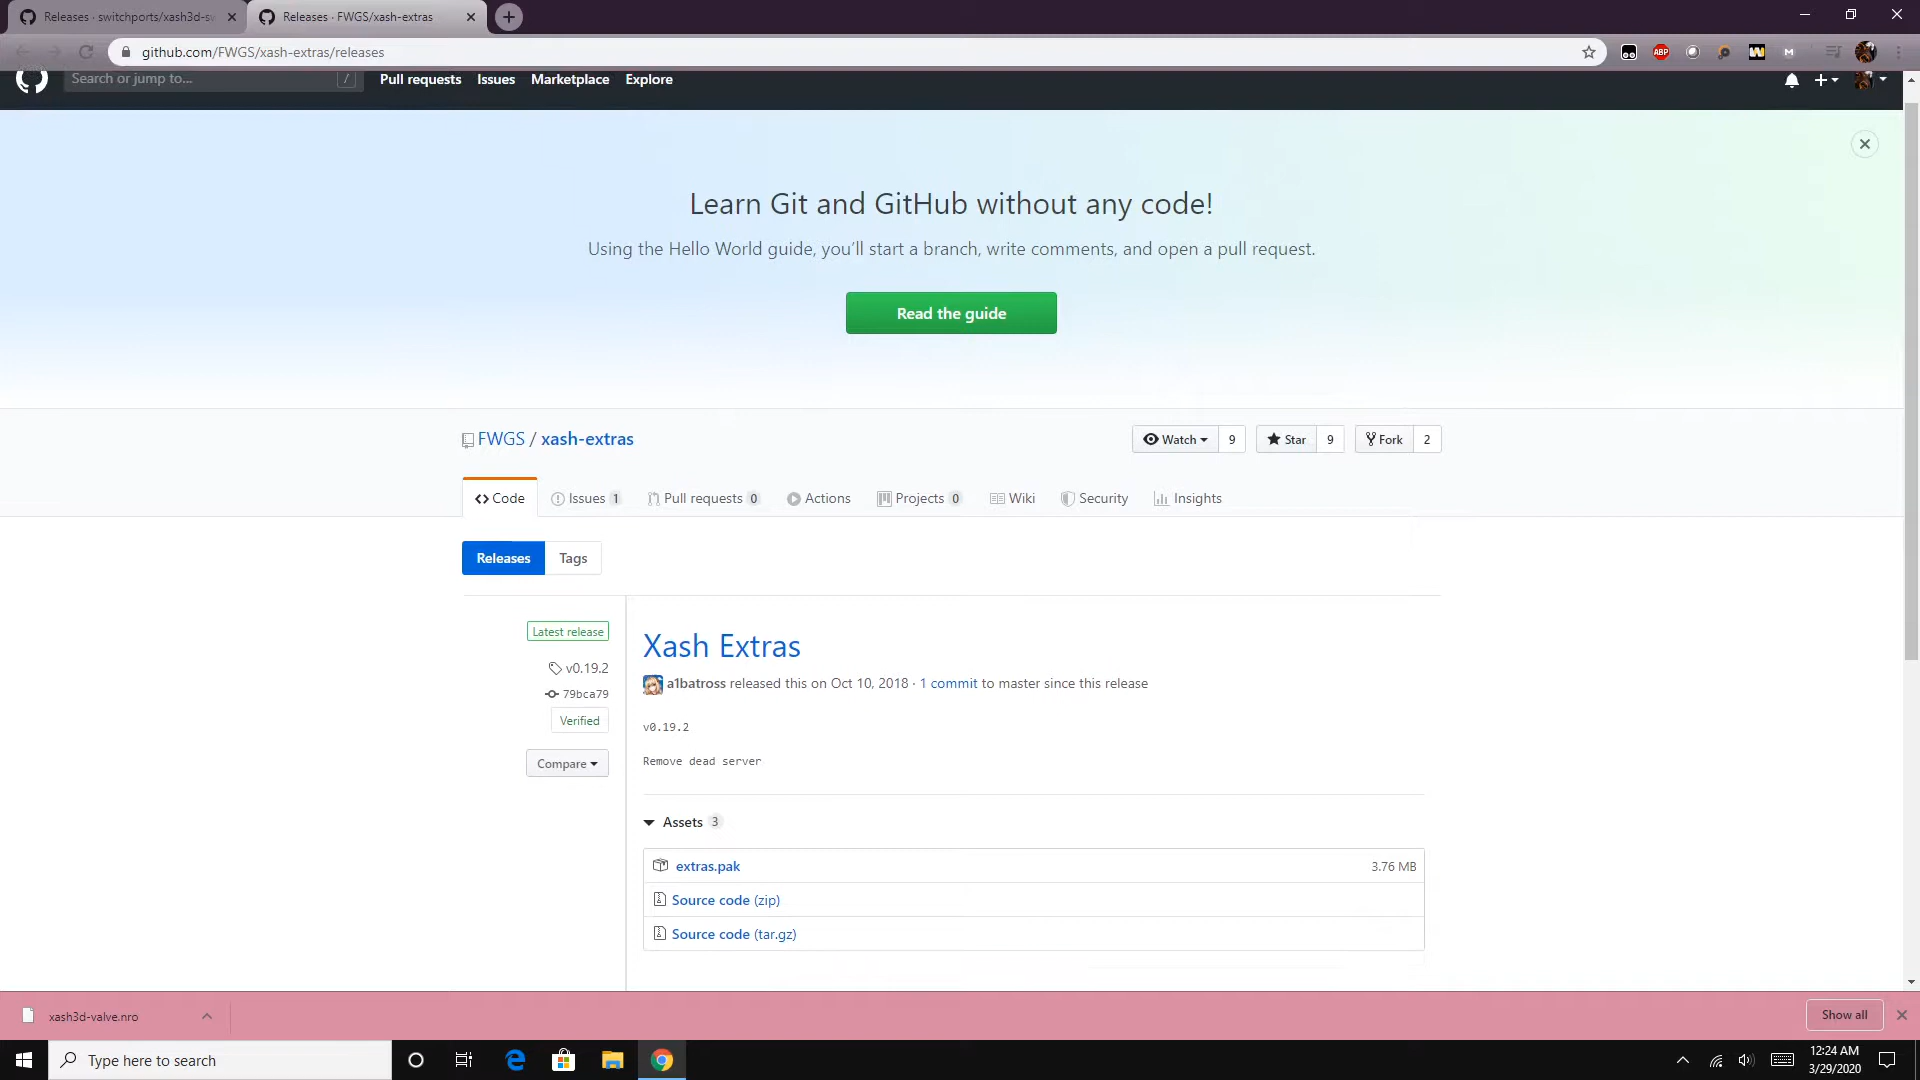 Releases · switchports/xash3d-sw
Releases · FWGS/xash-extras
github.com/FWGS/xash-extras/releases
ABP
Search or jump to...
/
Pull requests
Issues
Marketplace
Explore
Learn Git and GitHub without any code!
Using the Hello World guide, you’ll start a branch, write comments, and open a pull request.
Read the guide
FWGS / xash-extras
Watch 9
Star 9
Fork 2
Code
Issues 1
Pull requests 0
Actions
Projects 0
Wiki
Security
Insights
Releases
Tags
Latest release
v0.19.2
79bca79
Verified
Compare
Xash Extras
a1batross released this on Oct 10, 2018 · 1 commit to master since this release
v0.19.2
Remove dead server
Assets 3
extras.pak
3.76 MB
Source code (zip)
Source code (tar.gz)
xash3d-valve.nro
Show all
Type here to search
12:24 AM
3/29/2020